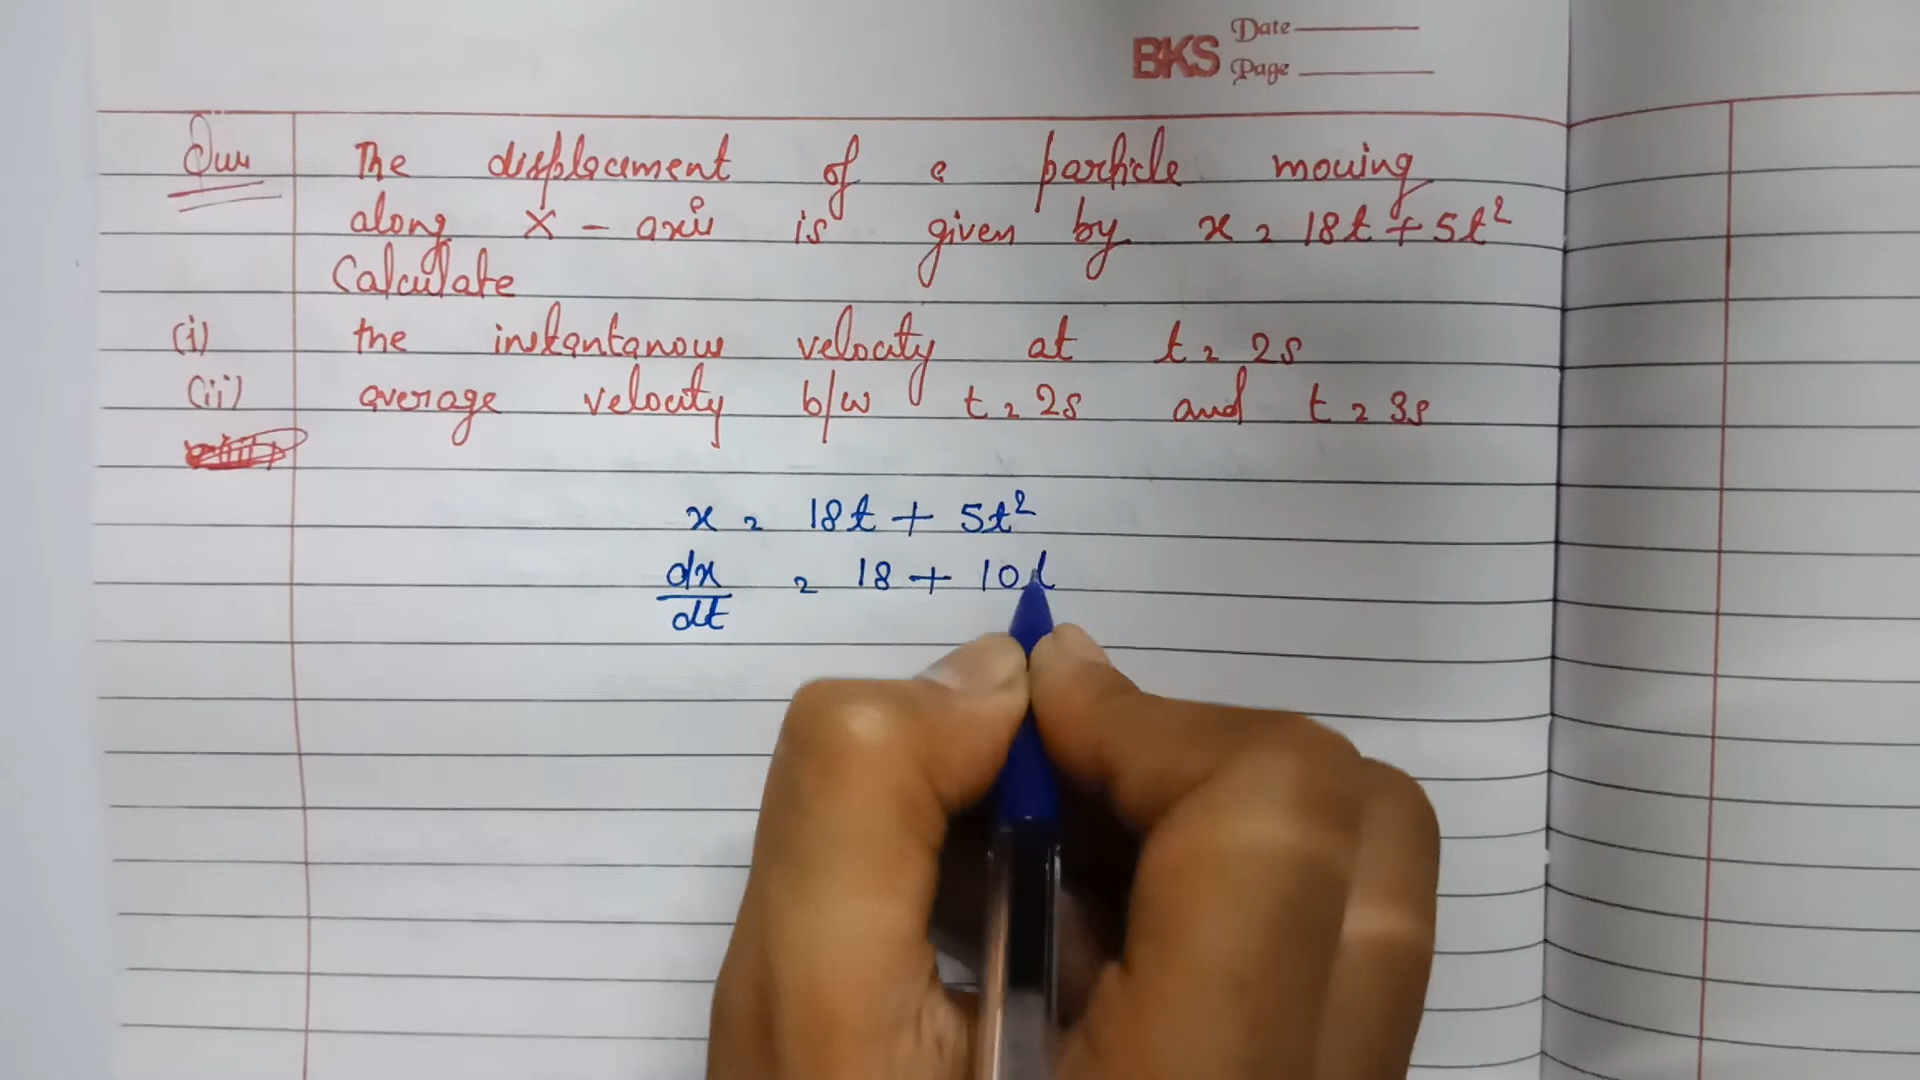 BKS Date
Page
Que The displacement of a particle moving
along X - axis is given by x = 18t + 5t²
Calculate
(i) the instantanous velocity at t = 2s
(ii) average velocity b/w t = 2s and t = 3s
x = 18t + 5t²
dx/dt = 18 + 10t